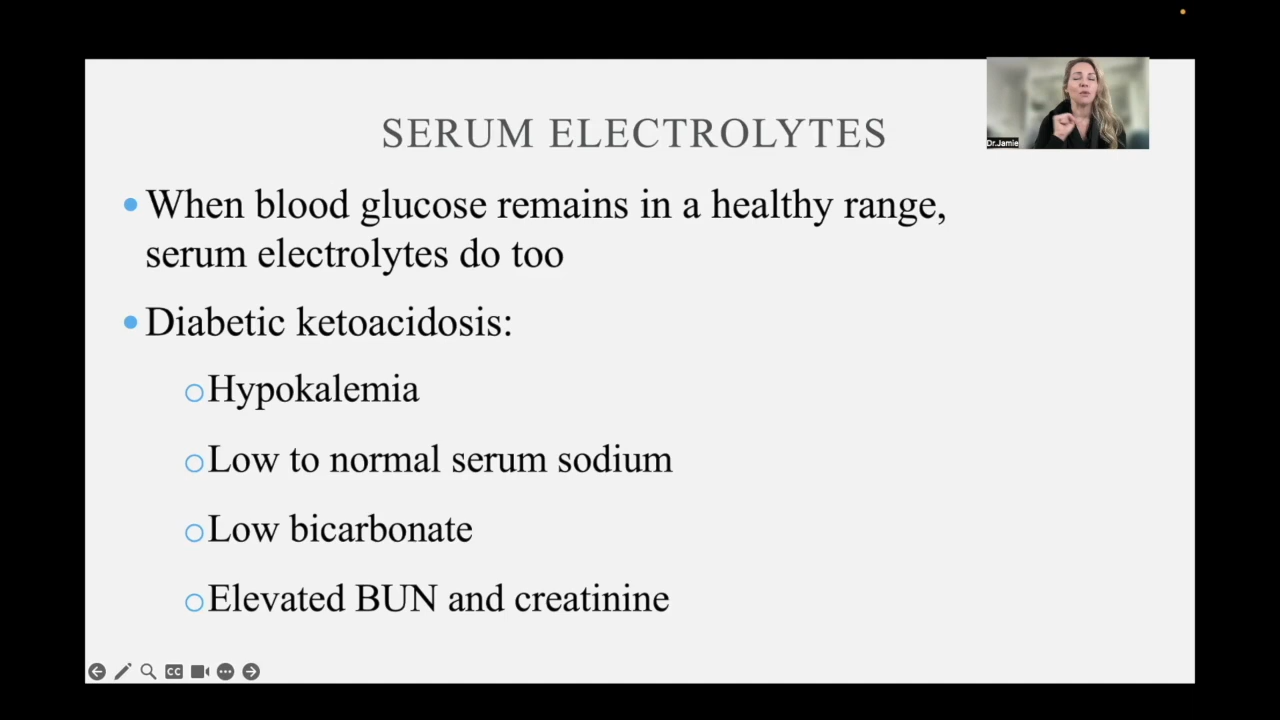 SERUM ELECTROLYTES
Dr.Jamie
• When blood glucose remains in a healthy range,
serum electrolytes do too
• Diabetic ketoacidosis:
○ Hypokalemia
○ Low to normal serum sodium
○ Low bicarbonate
○ Elevated BUN and creatinine
CC